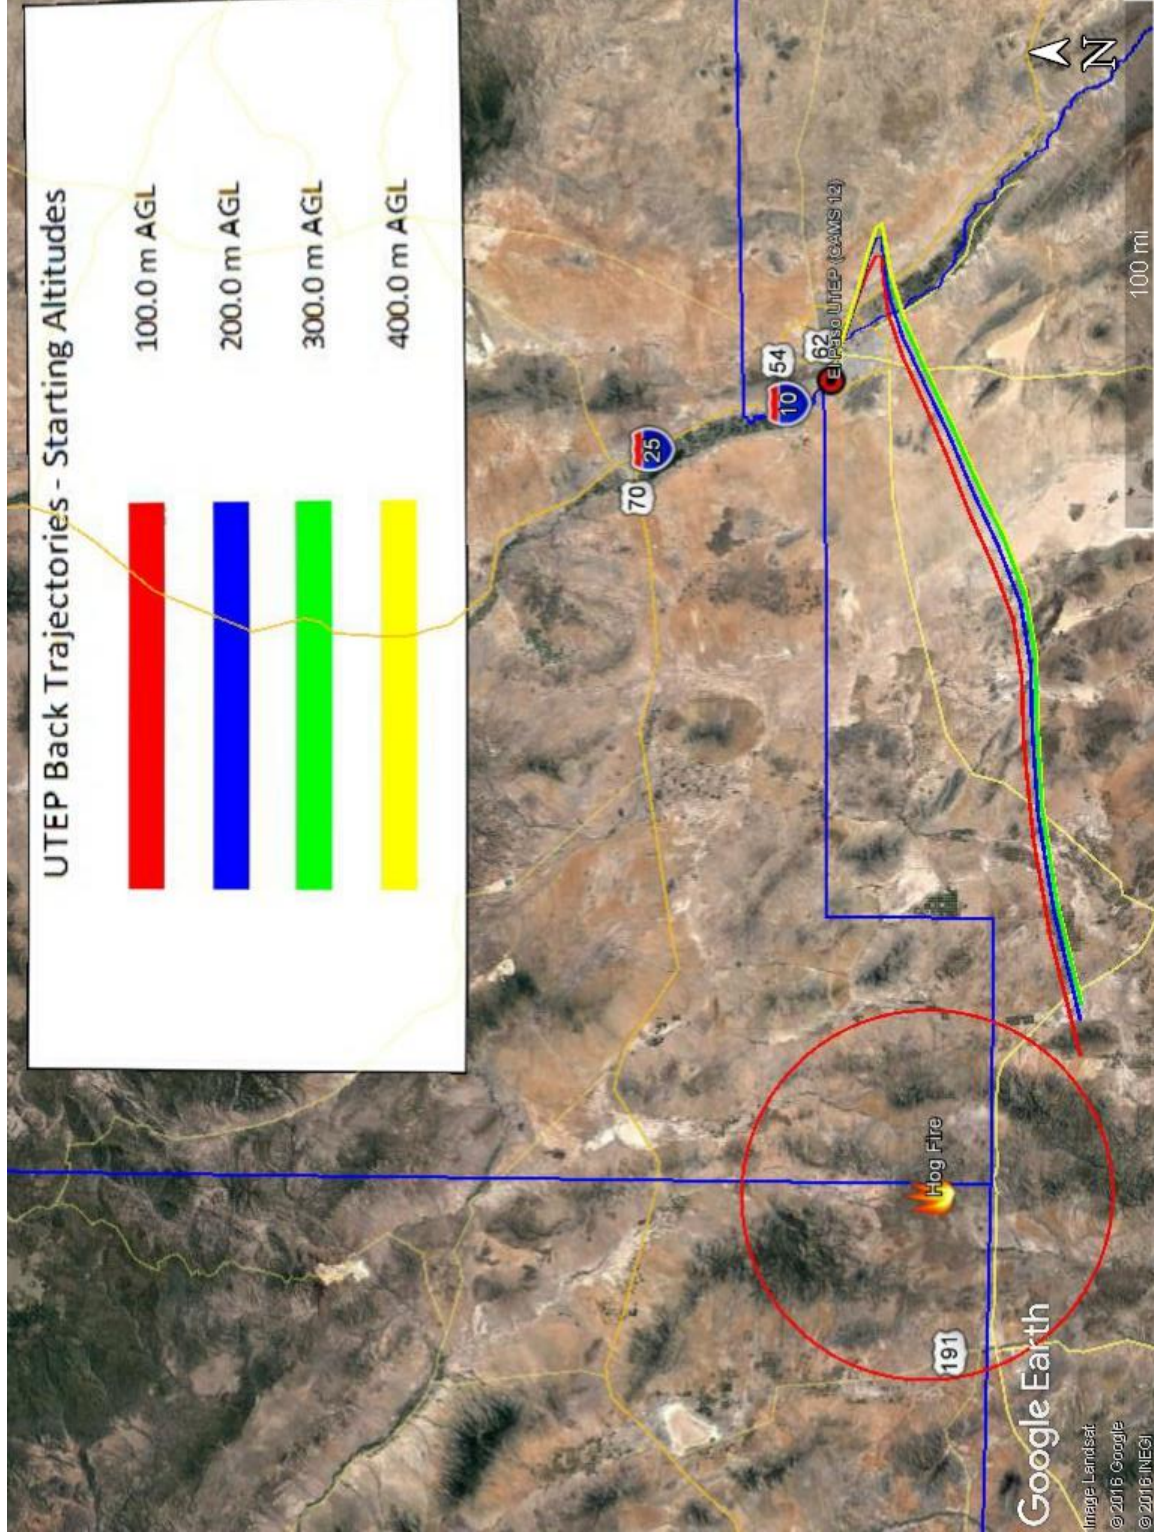 UTEP Back Trajectories - Starting Altitudes
100.0 m AGL
200.0 m AGL
300.0 m AGL
400.0 m AGL
70
25
10
54
62
El Paso UTEP (CAMS 12)
Hog Fire
191
Google Earth
Image Landsat
© 2016 Google
© 2016 INEGI
100 mi
N